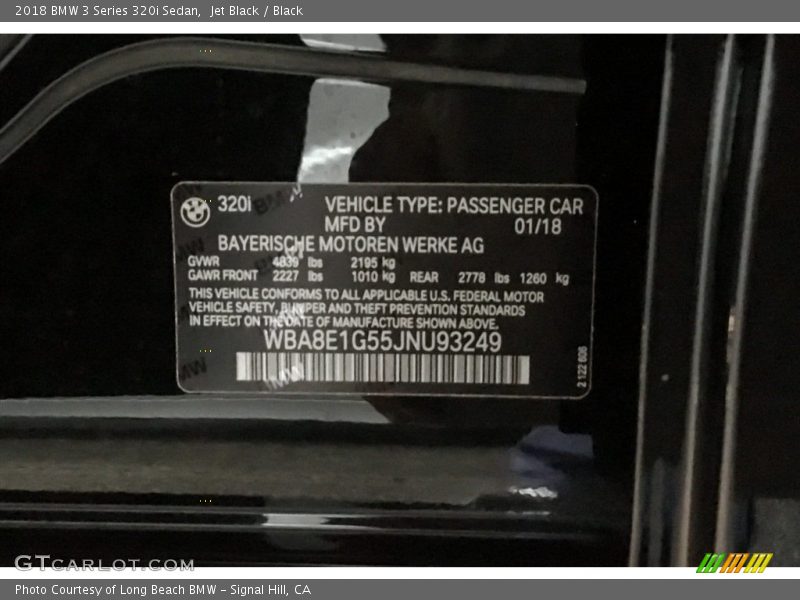 2018 BMW 3 Series 320i Sedan, Jet Black / Black
320i VEHICLE TYPE: PASSENGER CAR
MFD BY 01/18
BAYERISCHE MOTOREN WERKE AG
GVWR 4839 lbs 2195 kg
GAWR FRONT 2227 lbs 1010 kg REAR 2778 lbs 1260 kg
THIS VEHICLE CONFORMS TO ALL APPLICABLE U.S. FEDERAL MOTOR
VEHICLE SAFETY, BUMPER AND THEFT PREVENTION STANDARDS
IN EFFECT ON THE DATE OF MANUFACTURE SHOWN ABOVE.
WBA8E1G55JNU93249
2 122 606
GTCARLOT.COM
Photo Courtesy of Long Beach BMW – Signal Hill, CA